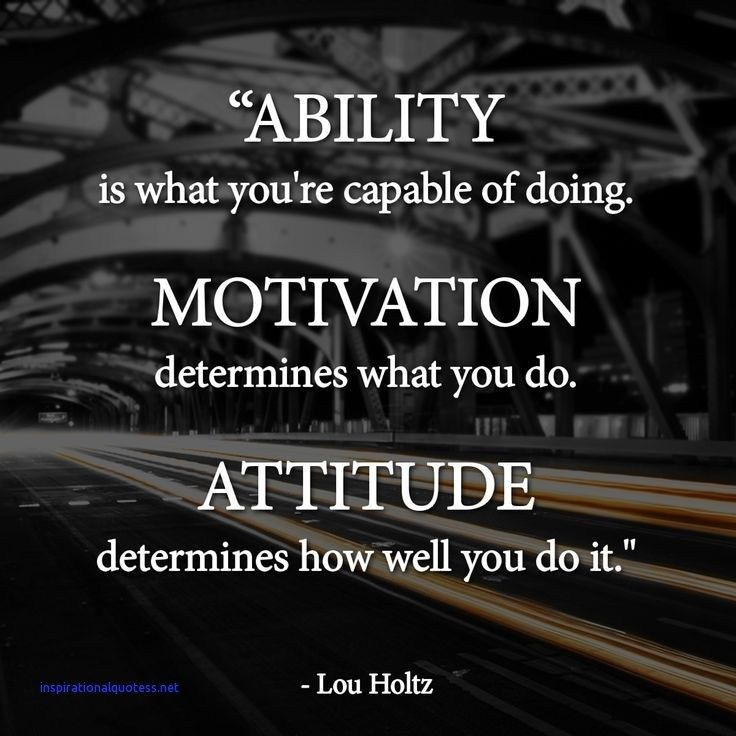 “ABILITY
is what you're capable of doing.
MOTIVATION
determines what you do.
ATTITUDE
determines how well you do it."
- Lou Holtz
inspirationalquotess.net